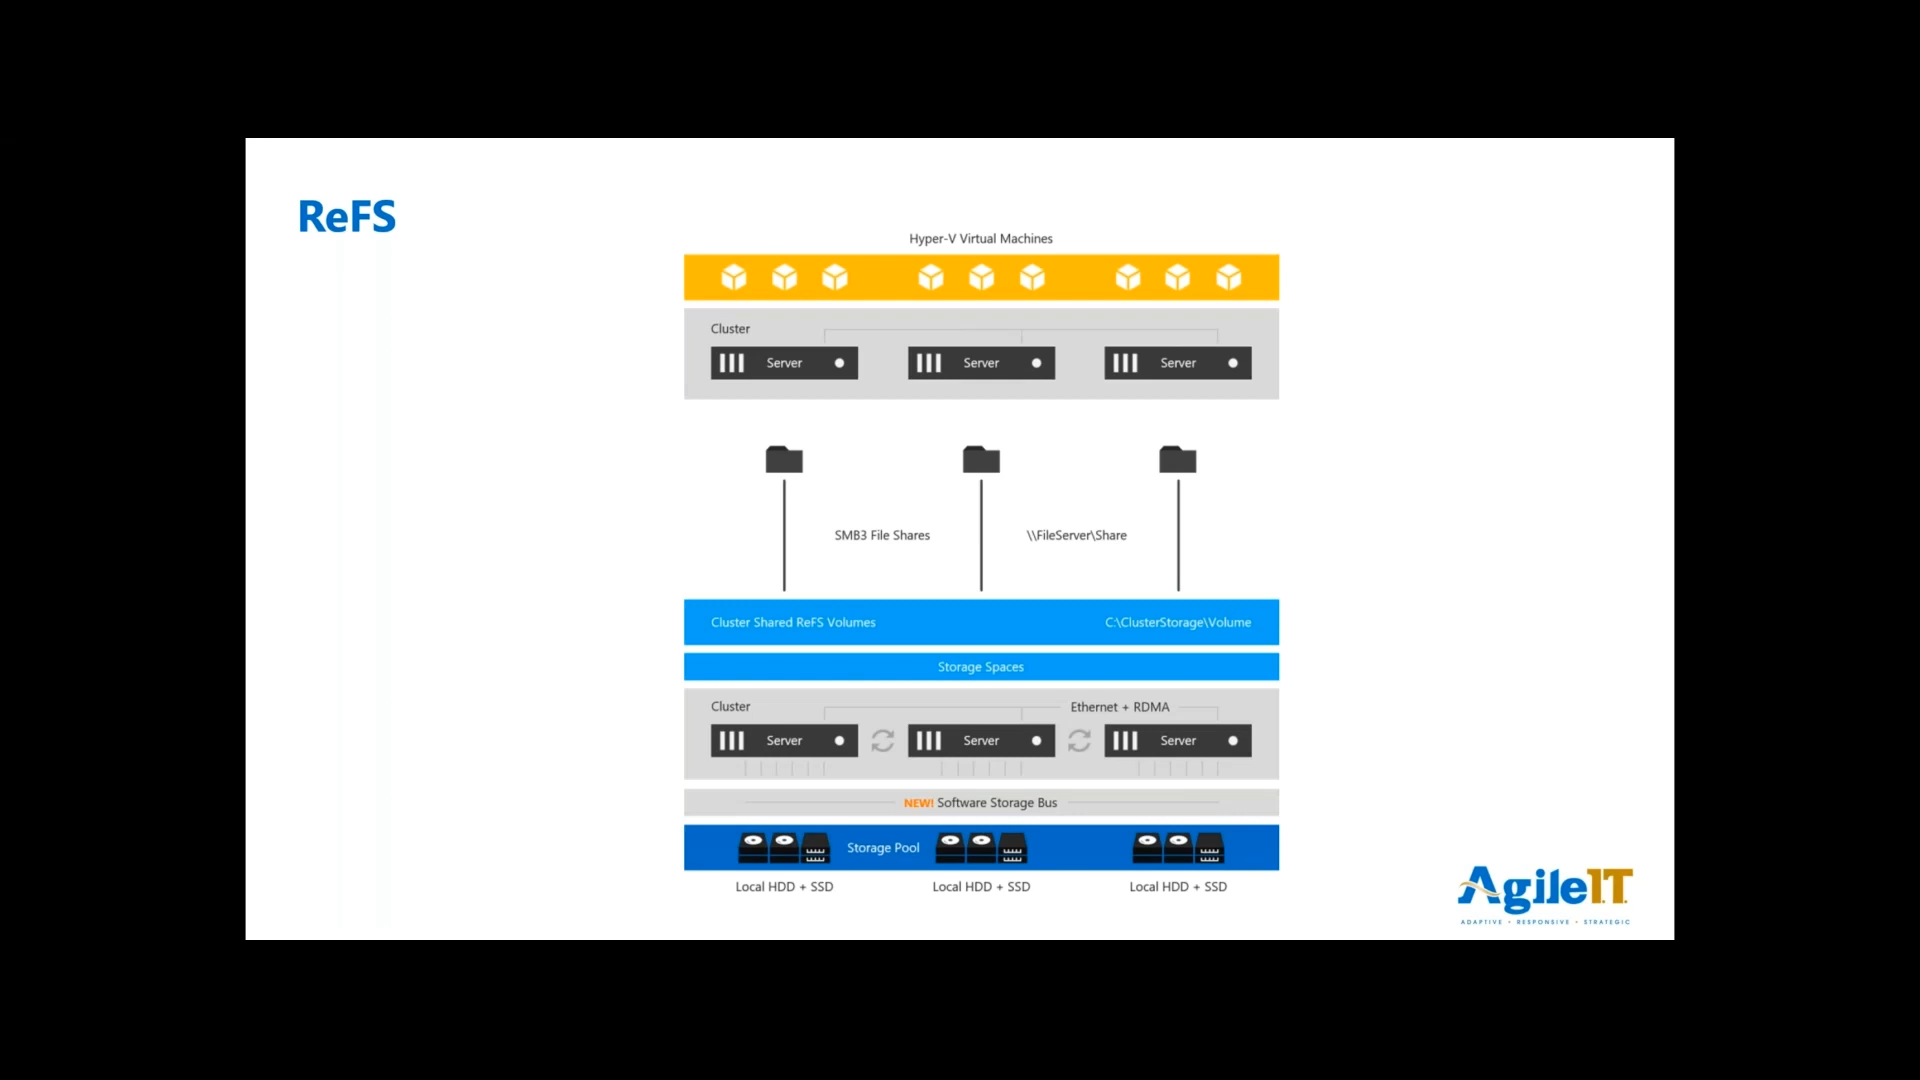 ReFS
Hyper-V Virtual Machines
Cluster
Server Server Server
SMB3 File Shares \\FileServer\Share
Cluster Shared ReFS Volumes C:\ClusterStorage\Volume
Storage Spaces
Cluster Ethernet + RDMA
Server Server Server
NEW! Software Storage Bus
Storage Pool
Local HDD + SSD Local HDD + SSD Local HDD + SSD
AgileIT
ADAPTIVE • RESPONSIVE • STRATEGIC